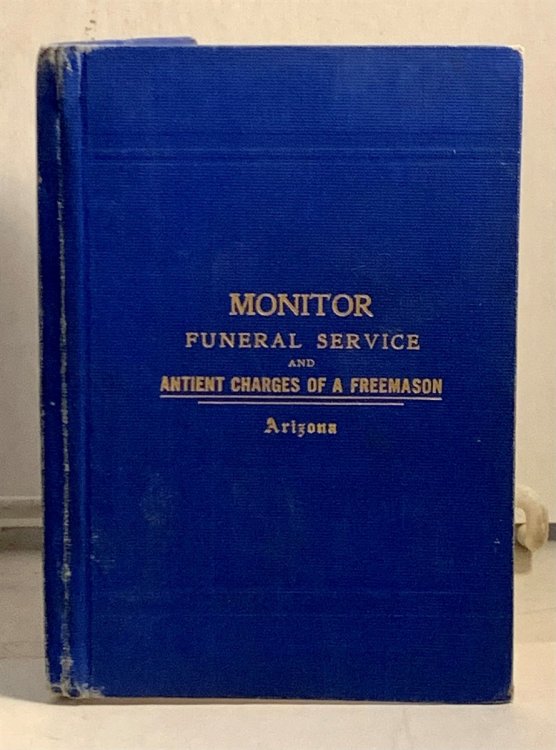 MONITOR
FUNERAL SERVICE
AND
ANTIENT CHARGES OF A FREEMASON
Arizona